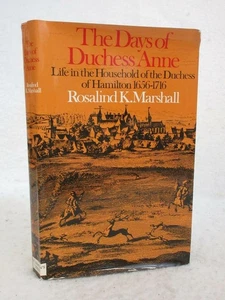 The Days of
Duchess Anne
Life in the Household of the Duchess
of Hamilton 1656-1716
Rosalind K. Marshall